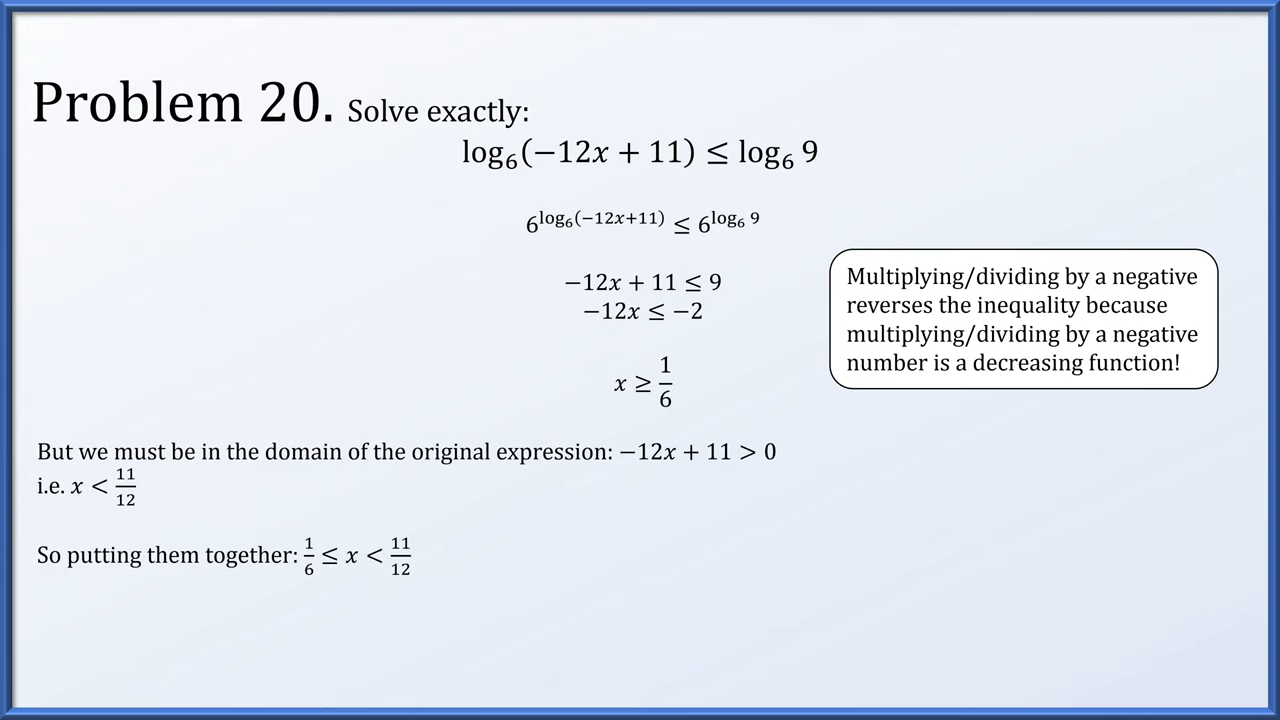 Problem 20. Solve exactly:
log₆(−12x + 11) ≤ log₆ 9
6^(log₆(−12x+11)) ≤ 6^(log₆ 9)
−12x + 11 ≤ 9
−12x ≤ −2
x ≥ 1/6
Multiplying/dividing by a negative
reverses the inequality because
multiplying/dividing by a negative
number is a decreasing function!
But we must be in the domain of the original expression: −12x + 11 > 0
i.e. x < 11/12
So putting them together: 1/6 ≤ x < 11/12